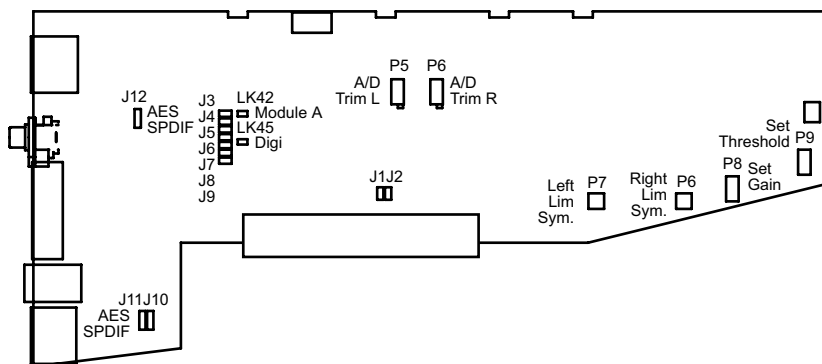 P5
P6
A/D
Trim L
A/D
Trim R
J12
AES
SPDIF
J3
J4
J5
J6
J7
J8
J9
LK42
Module A
LK45
Digi
J1J2
Left
Lim
Sym.
P7
Right
Lim
Sym.
P6
P8
Set
Gain
Set
Threshold
P9
J11J10
AES
SPDIF